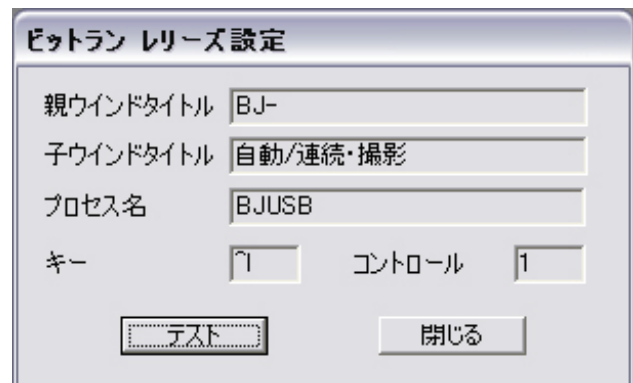 ビットラン レリーズ設定
親ウインドタイトル BJ-
子ウインドタイトル 自動/連続・撮影
プロセス名 BJUSB
キー ^I コントロール 1
テスト 閉じる